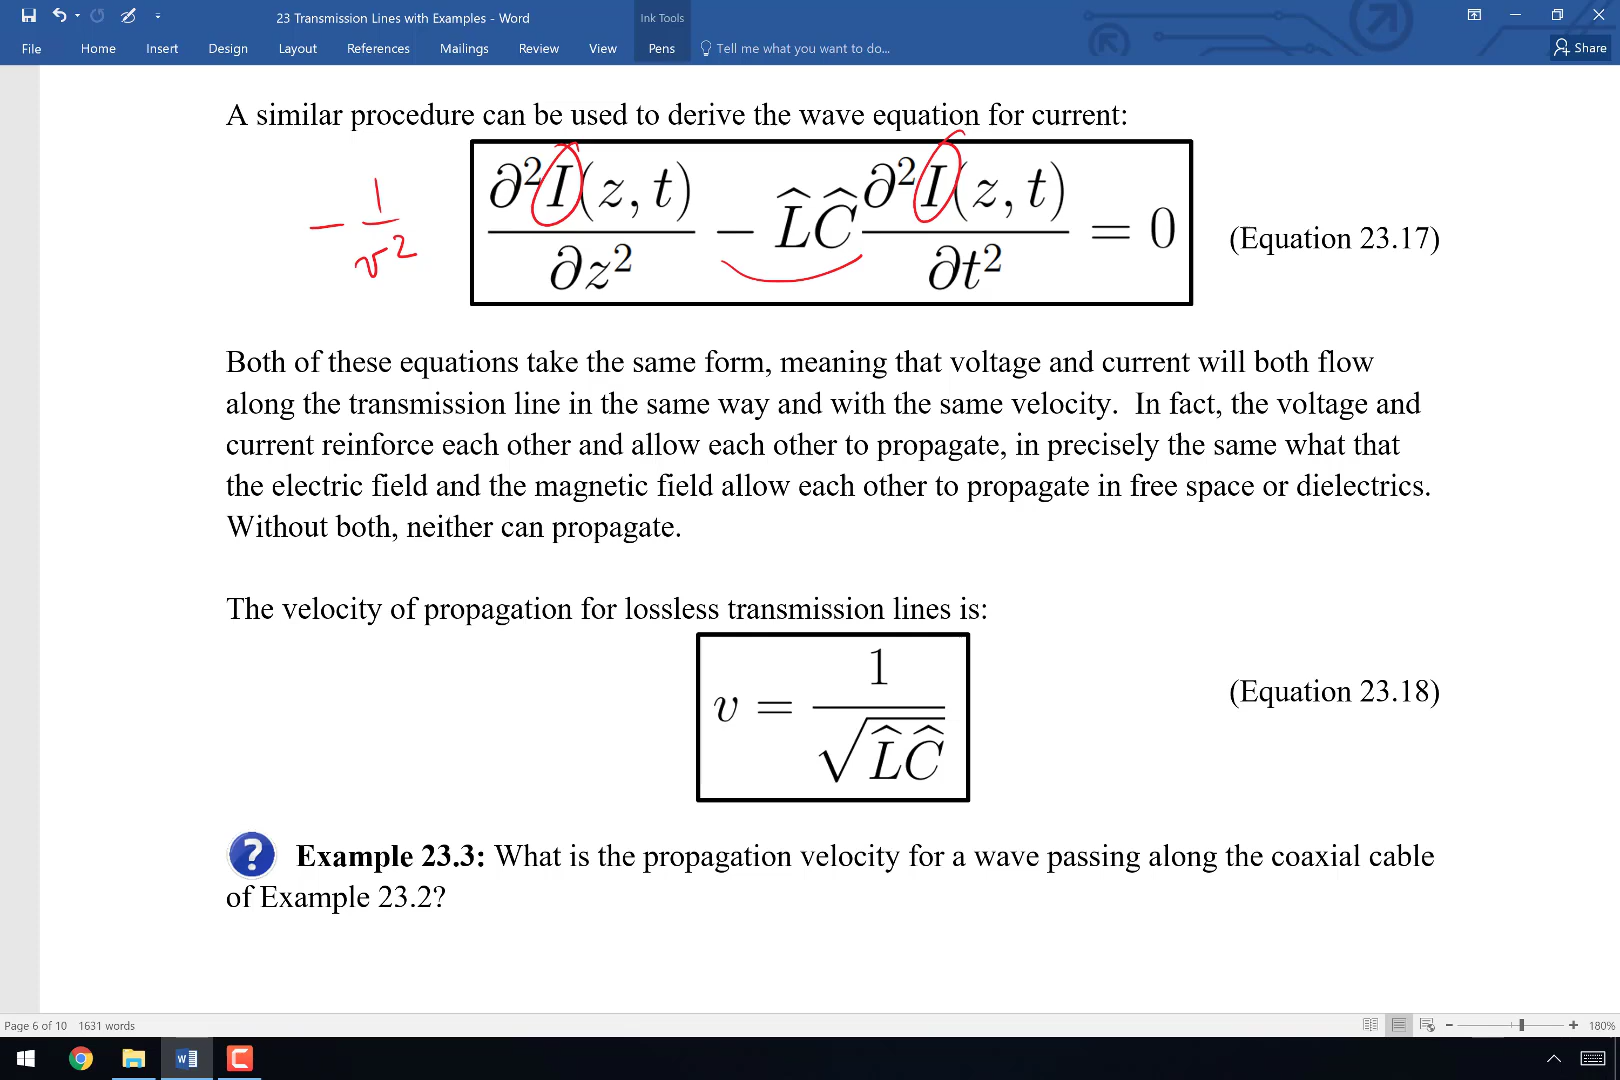 23 Transmission Lines with Examples - Word
Ink Tools
File Home Insert Design Layout References Mailings Review View Pens Tell me what you want to do... Share
A similar procedure can be used to derive the wave equation for current:
− 1/v²
∂²I(z, t)/∂z² − L̂Ĉ ∂²I(z, t)/∂t² = 0
(Equation 23.17)
Both of these equations take the same form, meaning that voltage and current will both flow
along the transmission line in the same way and with the same velocity. In fact, the voltage and
current reinforce each other and allow each other to propagate, in precisely the same what that
the electric field and the magnetic field allow each other to propagate in free space or dielectrics.
Without both, neither can propagate.
The velocity of propagation for lossless transmission lines is:
v = 1/√(L̂Ĉ)
(Equation 23.18)
? Example 23.3: What is the propagation velocity for a wave passing along the coaxial cable
of Example 23.2?
Page 6 of 10 1631 words
180%